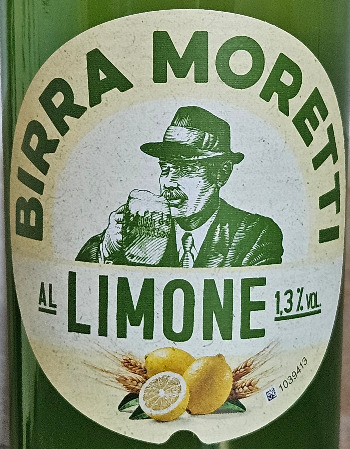 BIRRA MORETTI
AL LIMONE 1,3% VOL.
1039413